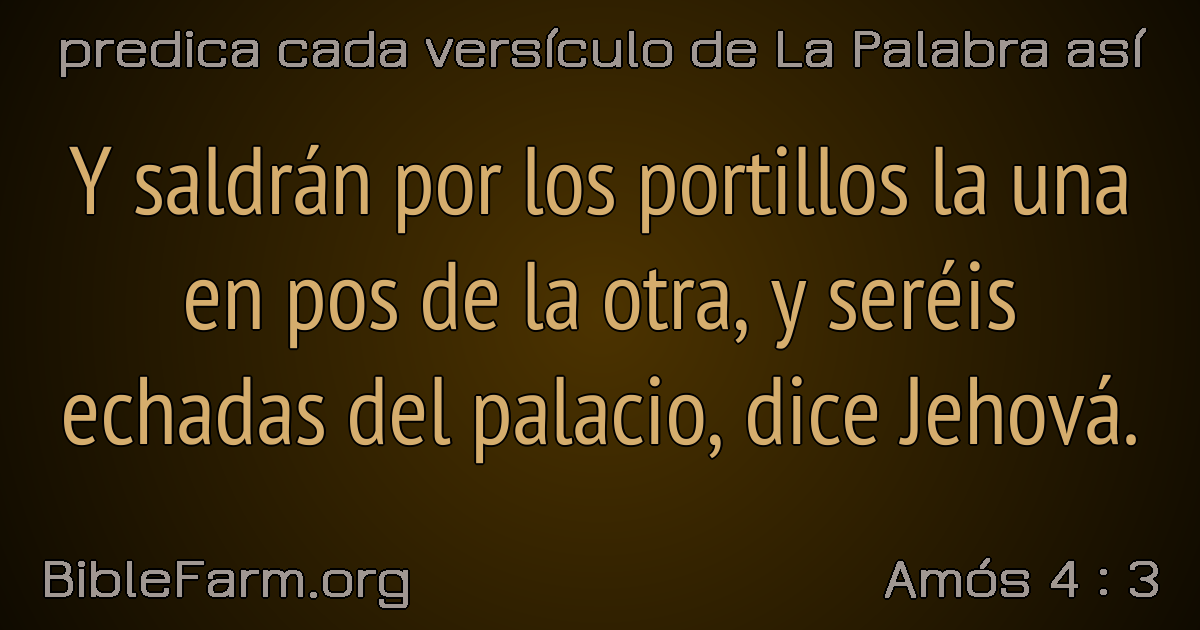 predica cada versículo de La Palabra así
Y saldrán por los portillos la una
en pos de la otra, y seréis
echadas del palacio, dice Jehová.
BibleFarm.org
Amós 4 : 3